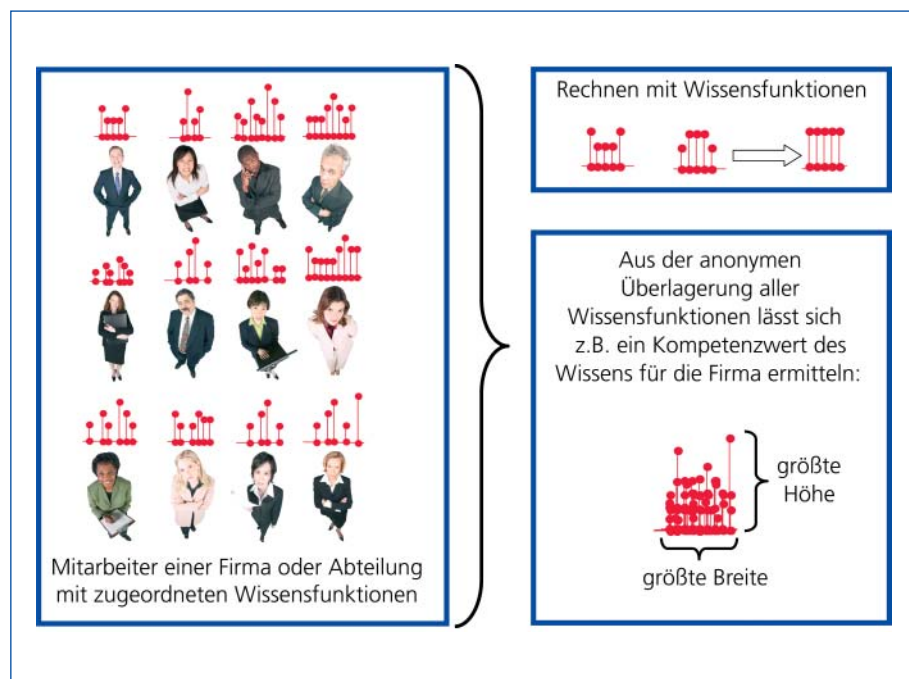 Mitarbeiter einer Firma oder Abteilung
mit zugeordneten Wissensfunktionen
Rechnen mit Wissensfunktionen
Aus der anonymen
Überlagerung aller
Wissensfunktionen lässt sich
z.B. ein Kompetenzwert des
Wissens für die Firma ermitteln:
größte
Höhe
größte Breite